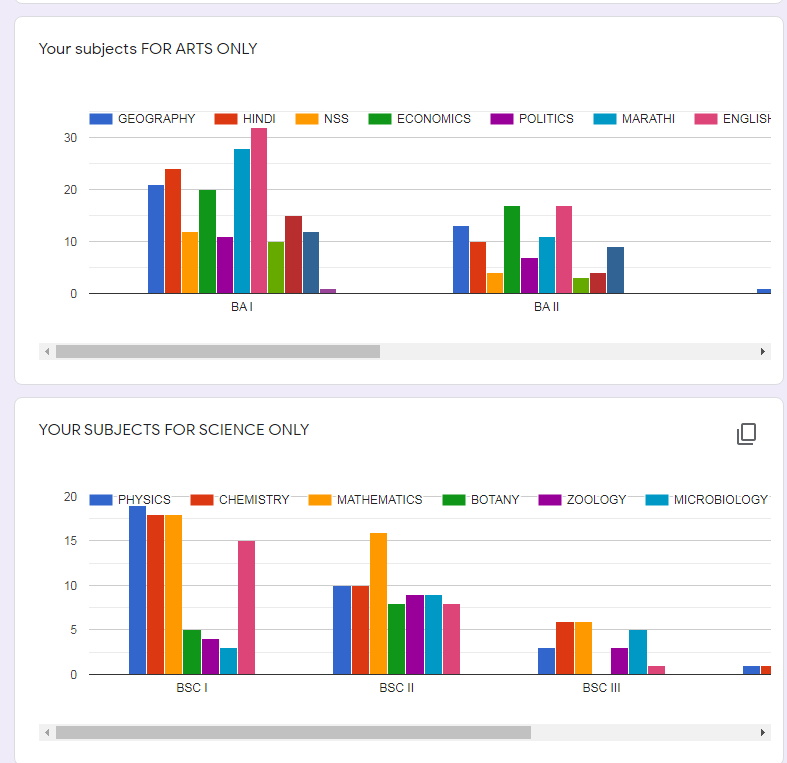 Your subjects FOR ARTS ONLY
GEOGRAPHY HINDI NSS ECONOMICS POLITICS MARATHI ENGLISH
30
20
10
0
BA I BA II
YOUR SUBJECTS FOR SCIENCE ONLY
20 PHYSICS CHEMISTRY MATHEMATICS BOTANY ZOOLOGY MICROBIOLOGY
15
10
5
0
BSC I BSC II BSC III